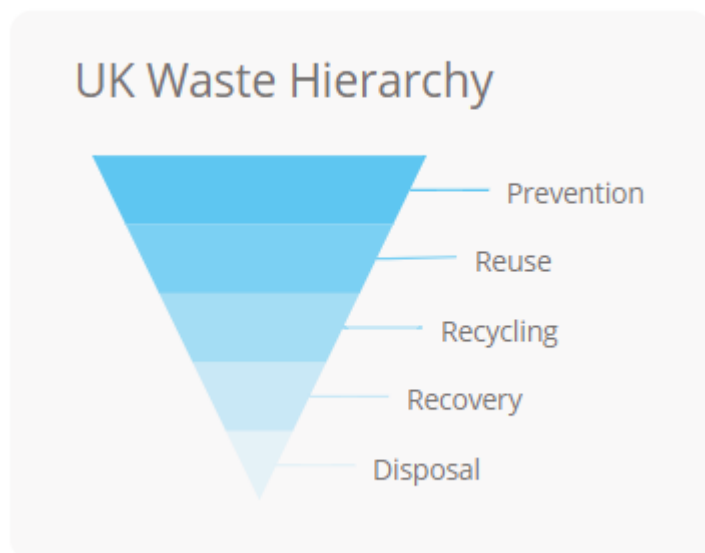 UK Waste Hierarchy
Prevention
Reuse
Recycling
Recovery
Disposal